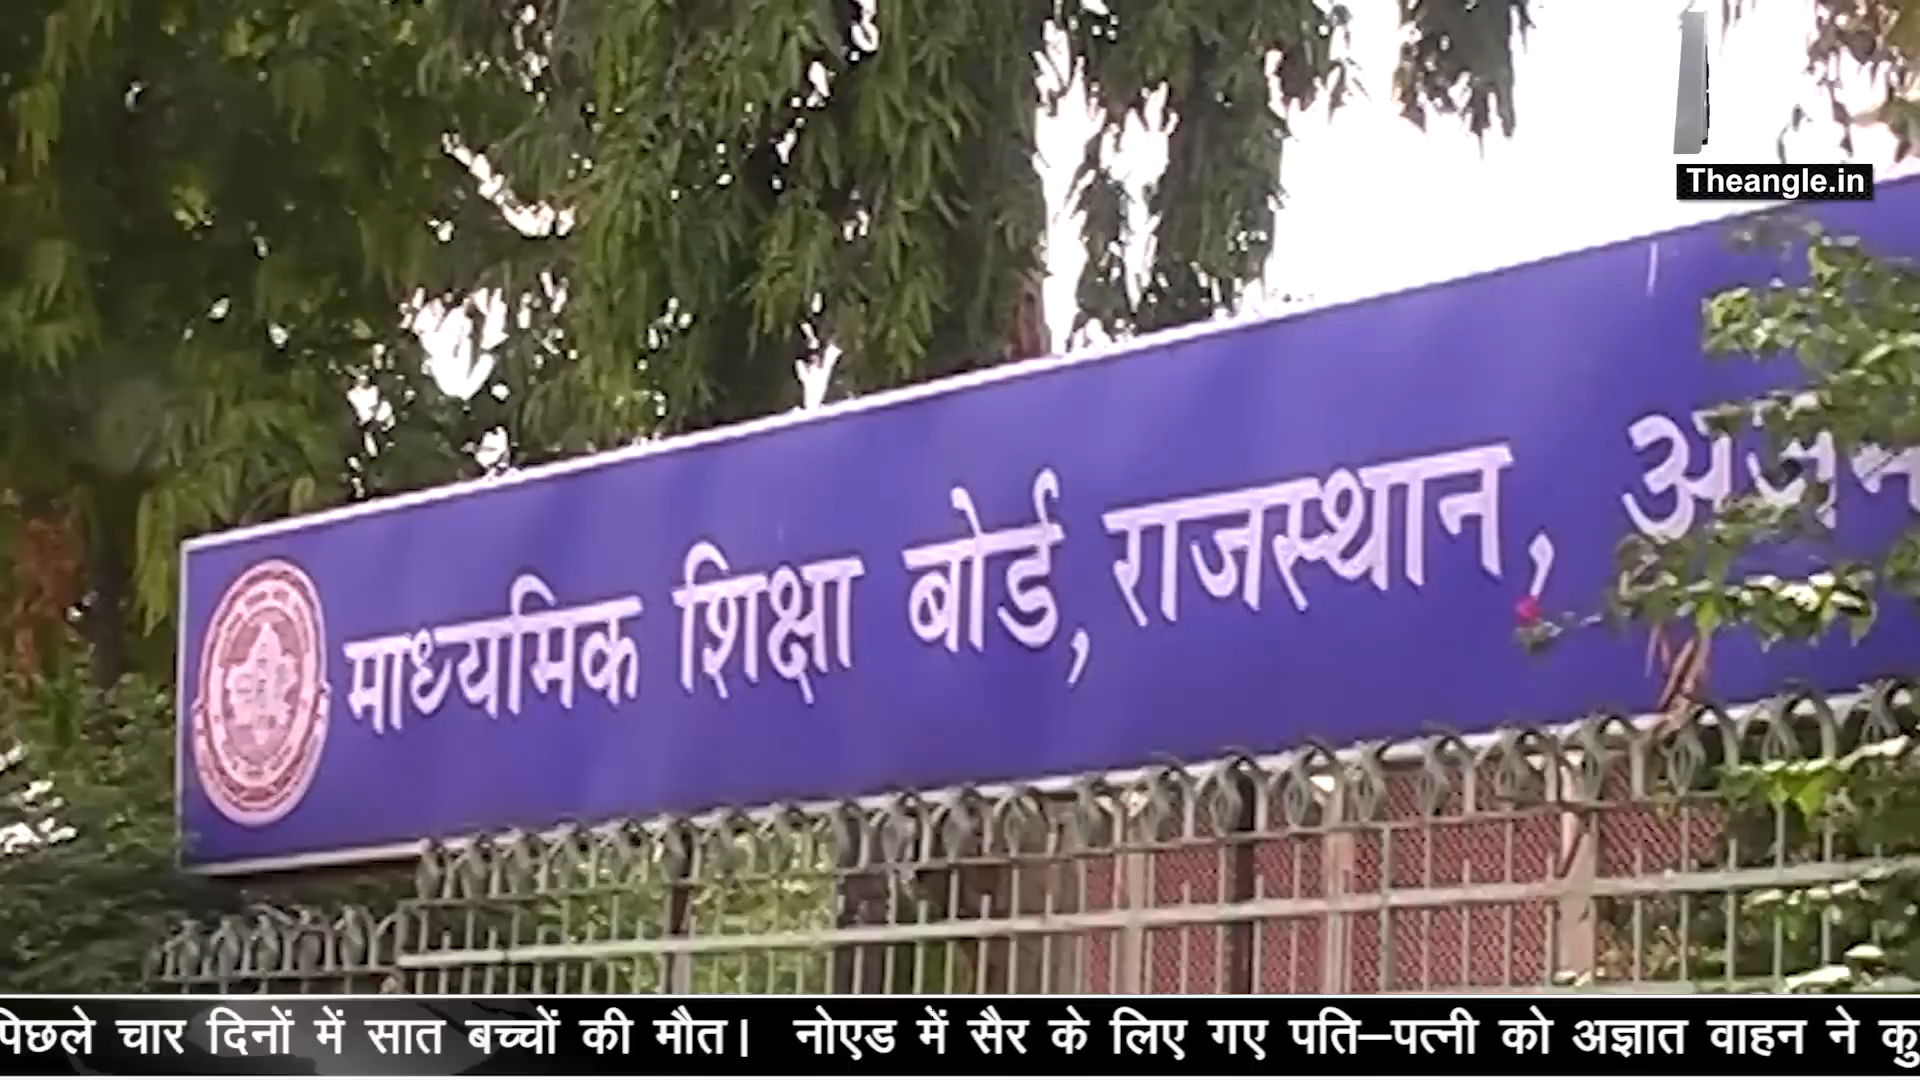 Theangle.in
माध्यमिक शिक्षा बोर्ड, राजस्थान,
पिछले चार दिनों में सात बच्चों की मौत। नोएड में सैर के लिए गए पति–पत्नी को अज्ञात वाहन ने